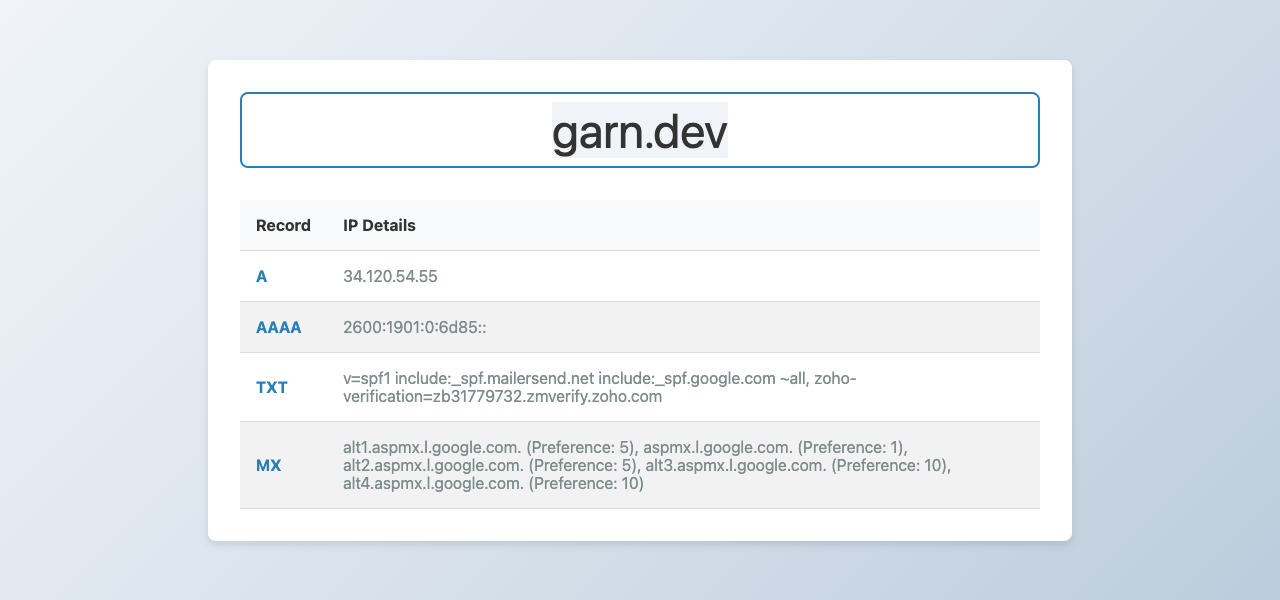 garn.dev
Record IP Details
A 34.120.54.55
AAAA 2600:1901:0:6d85::
TXT v=spf1 include:_spf.mailersend.net include:_spf.google.com ~all, zoho-
verification=zb31779732.zmverify.zoho.com
MX alt1.aspmx.l.google.com. (Preference: 5), aspmx.l.google.com. (Preference: 1),
alt2.aspmx.l.google.com. (Preference: 5), alt3.aspmx.l.google.com. (Preference: 10),
alt4.aspmx.l.google.com. (Preference: 10)